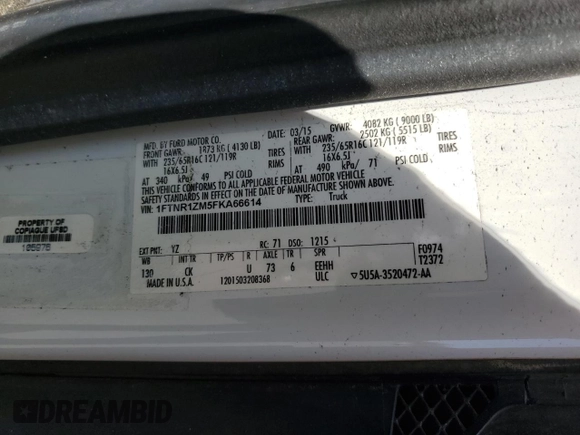 MFD. BY FORD MOTOR CO.
DATE: 03/15 GVWR: 4082 KG ( 9000 LB)
FRONT GAWR: 1873 KG ( 4130 LB) REAR GAWR: 2502 KG ( 5515 LB)
WITH 235/65R16C 121/119R TIRES WITH 235/65R16C 121/119R TIRES
16X6.5J 16X6.5J
AT 340 kPa/ 49 PSI COLD AT 490 kPa/ 71 PSI COLD
THIS VEHICLE CONFORMS TO ALL APPLICABLE FEDERAL MOTOR VEHICLE
SAFETY STANDARDS IN EFFECT ON THE DATE OF MANUFACTURE SHOWN ABOVE.
VIN: 1FTNR1ZM5FKA66614 TYPE: Truck
PROPERTY OF
COPIAGUE UFSD
EXT PNT: YZ RC: 71 DSO: 1215 F0974
WB INT TR TP/PS R AXLE TR T2372
130 CK U 73 6 EEHH
MADE IN U.S.A. 1201503208368 ULC 5U5A-3520472-AA
DREAMBID